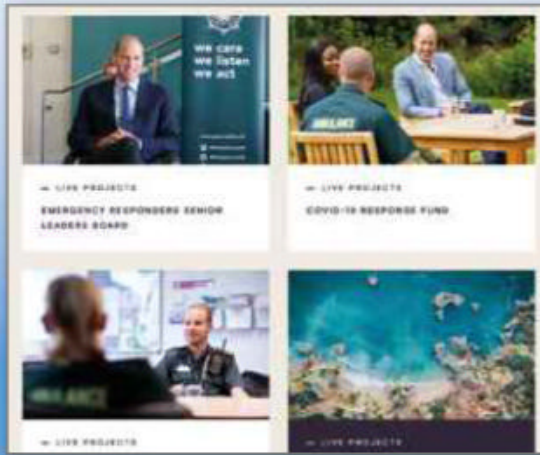 we care
we listen
we act
AMBULANCE
LIVE PROJECTS
EMERGENCY RESPONDERS SENIOR
LEADERS BOARD
LIVE PROJECTS
COVID-19 RESPONSE FUND
LIVE PROJECTS
LIVE PROJECTS